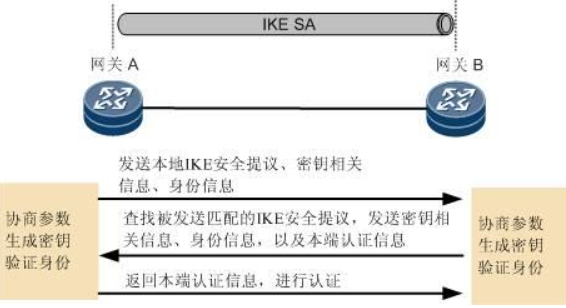 IKE SA
网关 A
网关 B
发送本地IKE安全提议、密钥相关
信息、身份信息
协商参数
生成密钥
验证身份
查找被发送匹配的IKE安全提议，发送密钥相
关信息、身份信息，以及本端认证信息
协商参数
生成密钥
验证身份
返回本端认证信息，进行认证